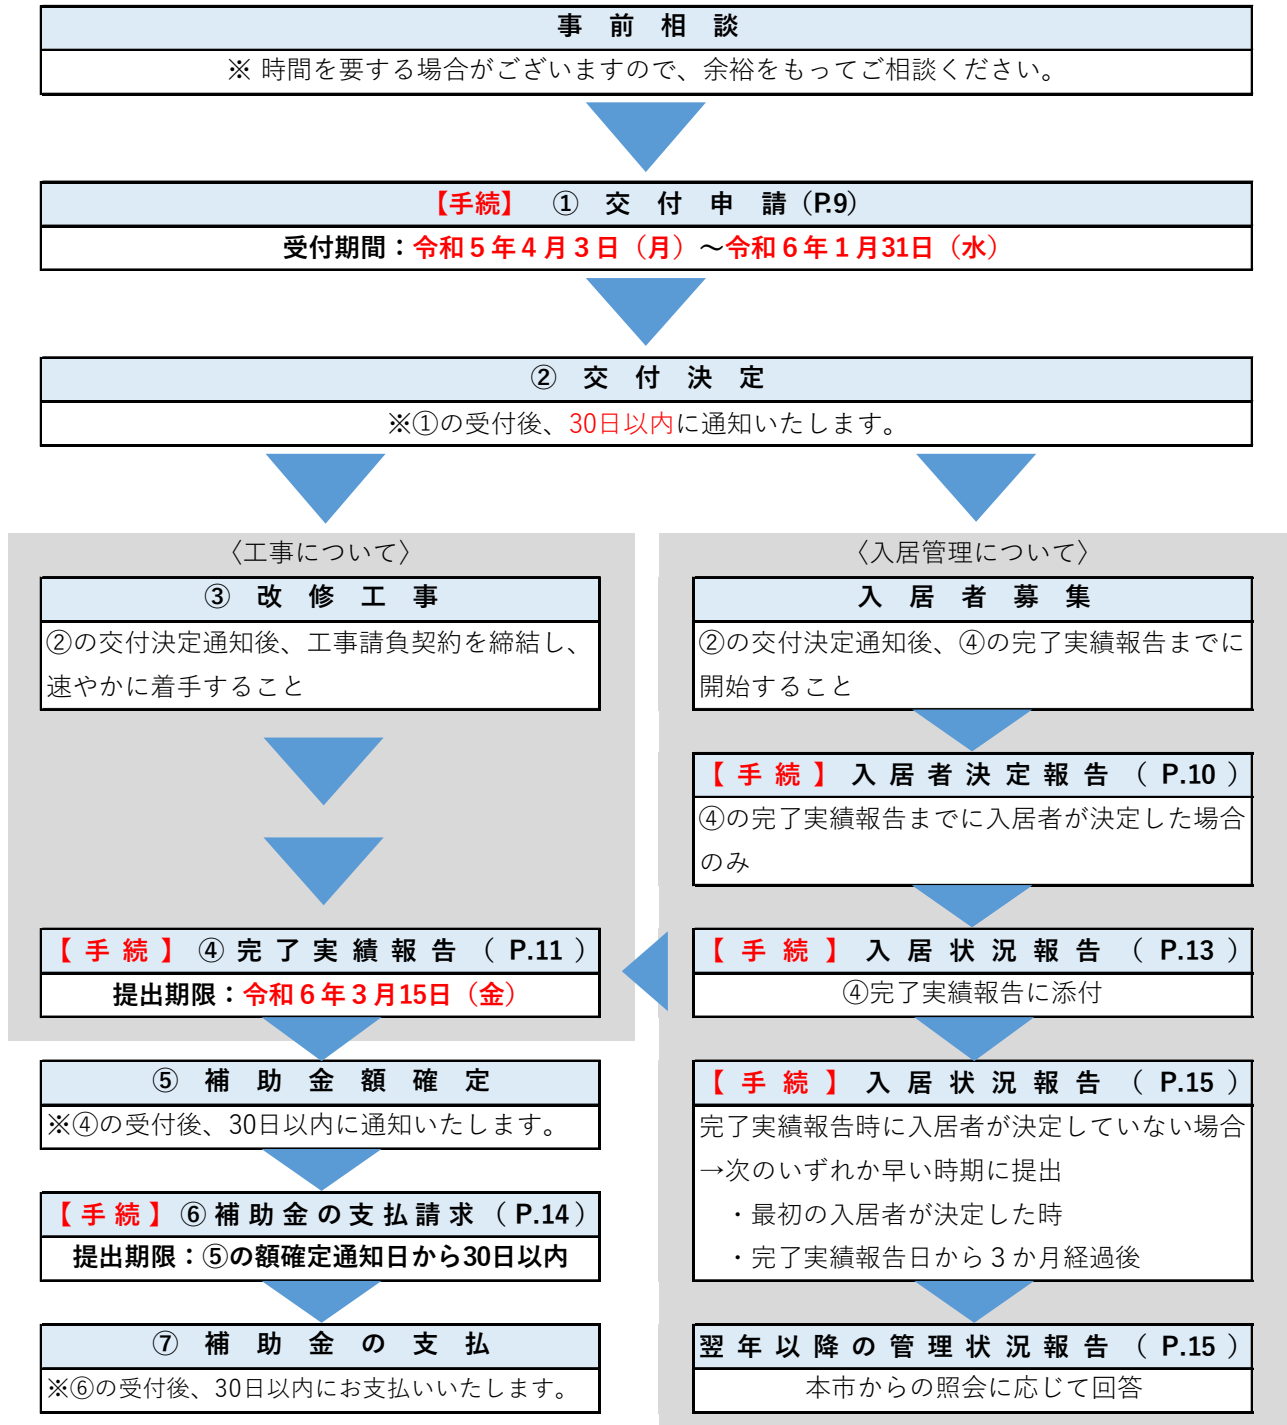 事前相談
※ 時間を要する場合がございますので、余裕をもってご相談ください。
【手続】 ① 交付申請（P.9）
受付期間：令和５年４月３日（月）～令和６年１月31日（水）
② 交付決定
※①の受付後、30日以内に通知いたします。
〈工事について〉
③ 改修工事
②の交付決定通知後、工事請負契約を締結し、
速やかに着手すること
【手続】④完了実績報告（P.11）
提出期限：令和６年３月15日（金）
⑤ 補助金額確定
※④の受付後、30日以内に通知いたします。
【手続】⑥補助金の支払請求（P.14）
提出期限：⑤の額確定通知日から30日以内
⑦ 補助金の支払
※⑥の受付後、30日以内にお支払いいたします。
〈入居管理について〉
入居者募集
②の交付決定通知後、④の完了実績報告までに
開始すること
【手続】入居者決定報告（P.10）
④の完了実績報告までに入居者が決定した場合
のみ
【手続】入居状況報告（P.13）
④完了実績報告に添付
【手続】入居状況報告（P.15）
完了実績報告時に入居者が決定していない場合
→次のいずれか早い時期に提出
・最初の入居者が決定した時
・完了実績報告日から３か月経過後
翌年以降の管理状況報告（P.15）
本市からの照会に応じて回答